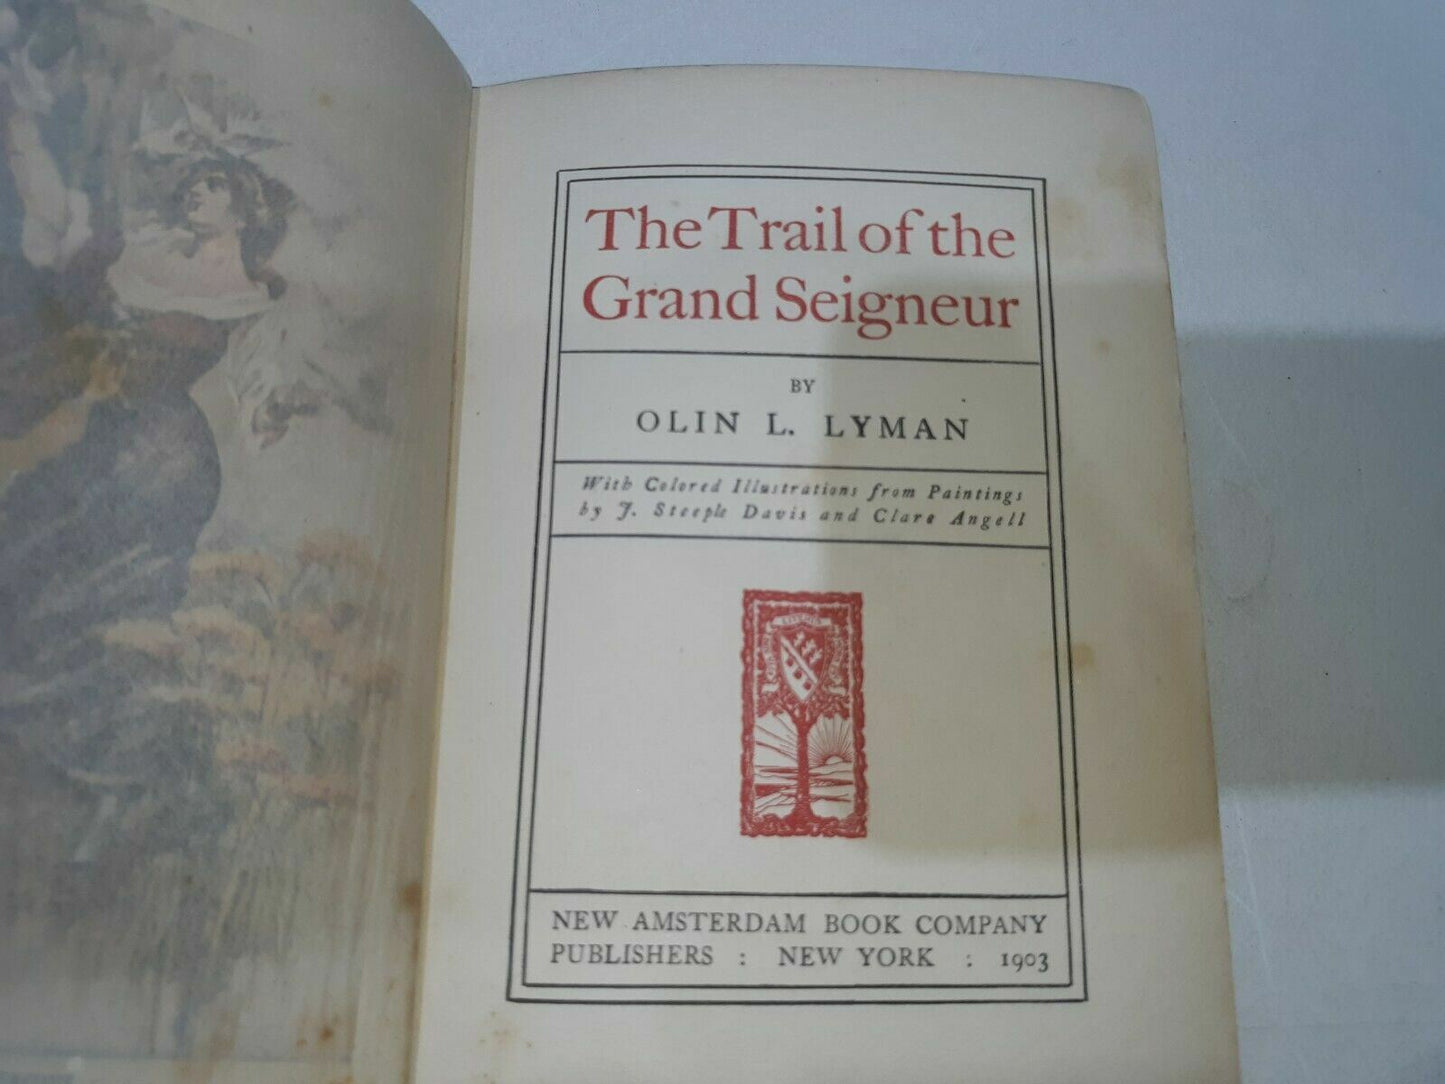 The Trail of the
Grand Seigneur
BY
OLIN L. LYMAN
With Colored Illustrations from Paintings
by J. Steeple Davis and Clare Angell
NEW AMSTERDAM BOOK COMPANY
PUBLISHERS : NEW YORK : 1903